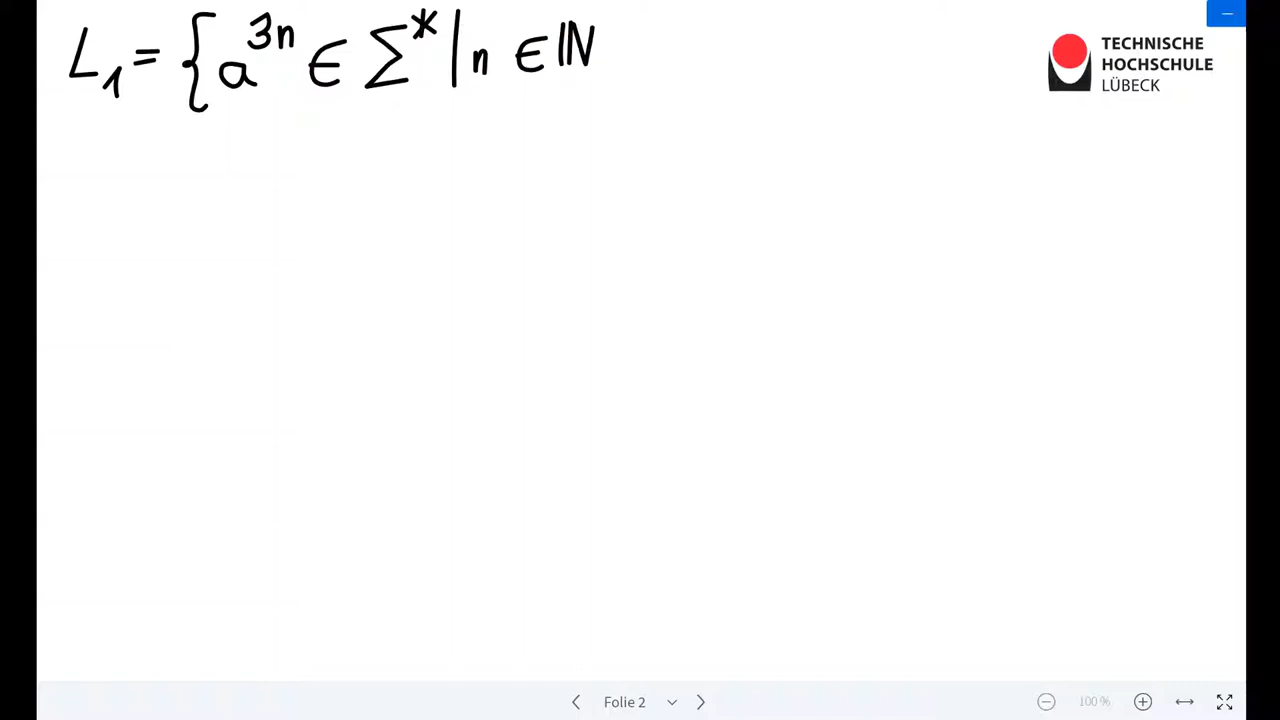 L₁ = { a³ⁿ ∈ Σ* | n ∈ ℕ
TECHNISCHE
HOCHSCHULE
LÜBECK
Folie 2
100 %